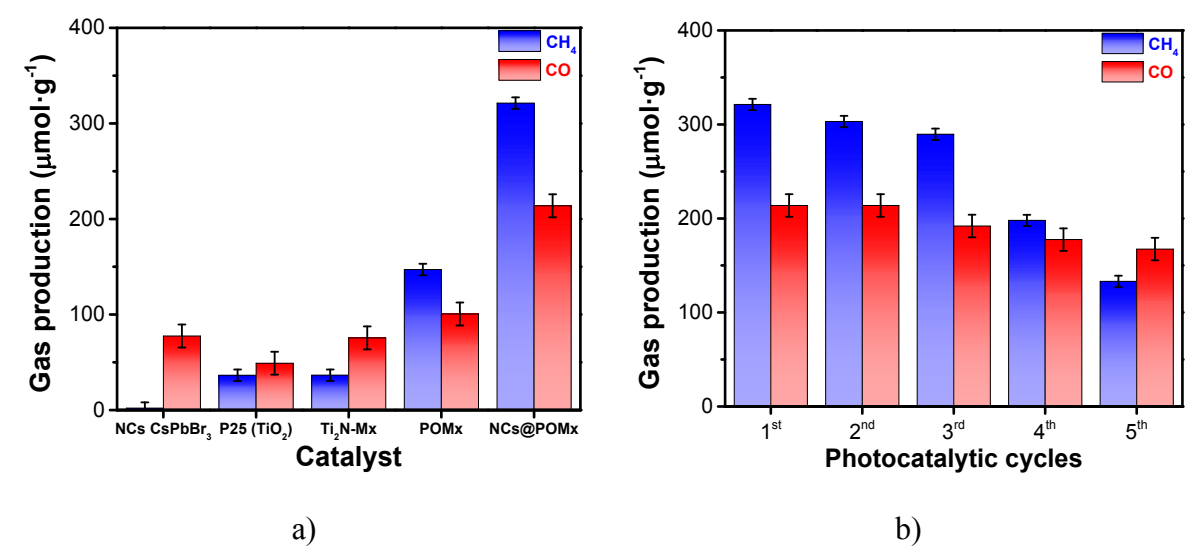 Gas production (μmol·g⁻¹)
400
300
200
100
0
CH₄
CO
NCs CsPbBr₃ P25 (TiO₂) Ti₂N-Mx POMx NCs@POMx
Catalyst
a)
Gas production (μmol·g⁻¹)
400
300
200
100
0
CH₄
CO
1ˢᵗ 2ⁿᵈ 3ʳᵈ 4ᵗʰ 5ᵗʰ
Photocatalytic cycles
b)